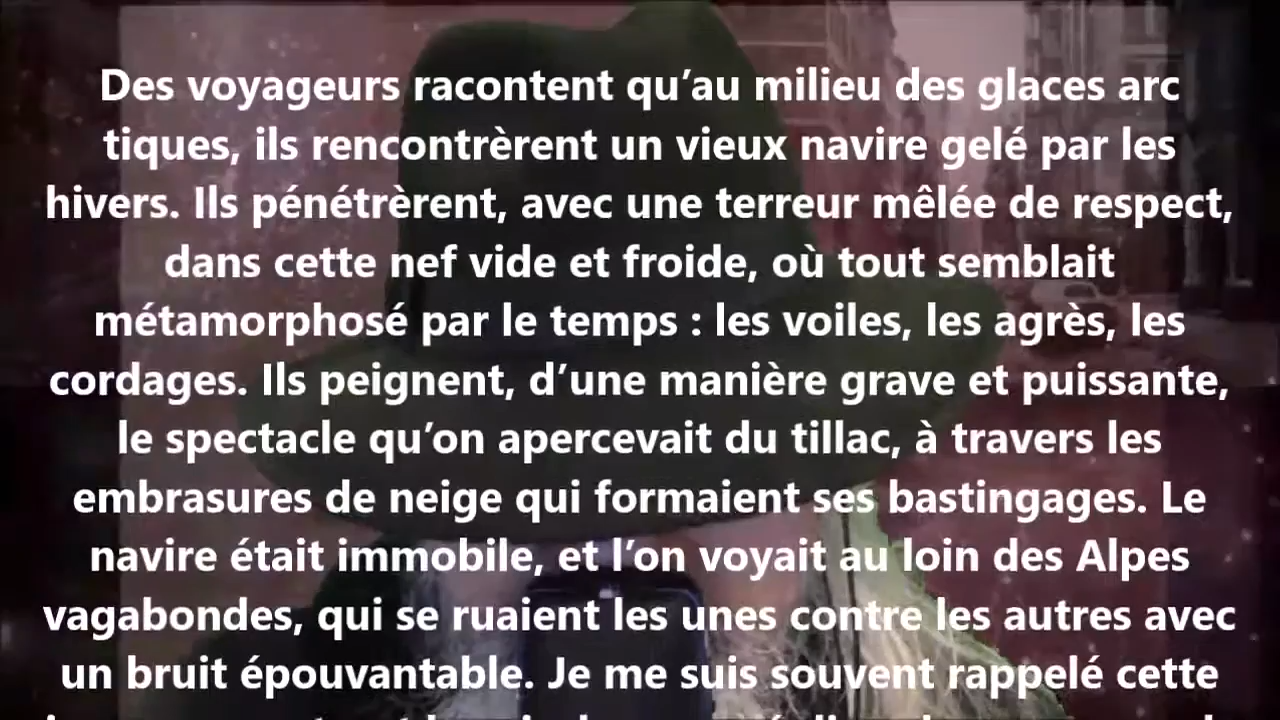 Des voyageurs racontent qu’au milieu des glaces arc
tiques, ils rencontrèrent un vieux navire gelé par les
hivers. Ils pénétrèrent, avec une terreur mêlée de respect,
dans cette nef vide et froide, où tout semblait
métamorphosé par le temps : les voiles, les agrès, les
cordages. Ils peignent, d’une manière grave et puissante,
le spectacle qu’on apercevait du tillac, à travers les
embrasures de neige qui formaient ses bastingages. Le
navire était immobile, et l’on voyait au loin des Alpes
vagabondes, qui se ruaient les unes contre les autres avec
un bruit épouvantable. Je me suis souvent rappelé cette